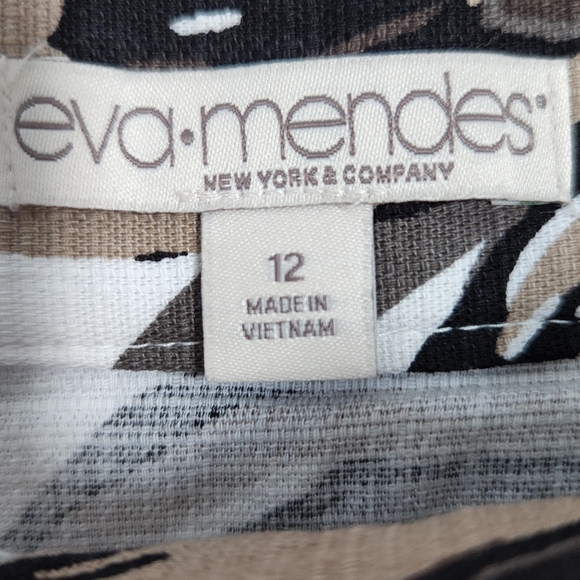 eva•mendes®
NEW YORK & COMPANY
12
MADE IN
VIETNAM